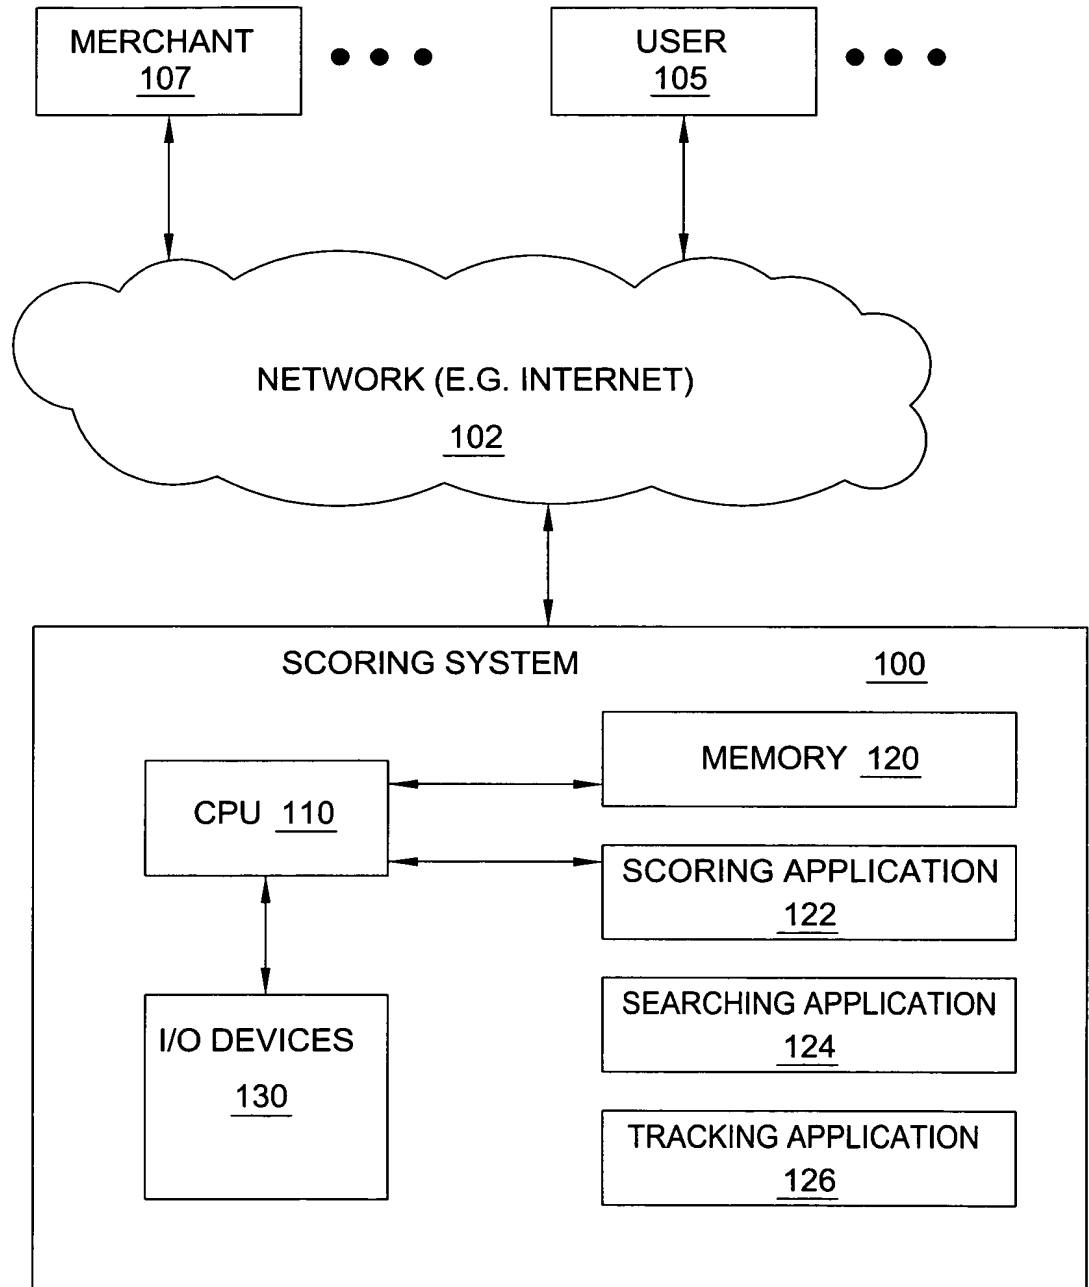 MERCHANT
107
USER
105
NETWORK (E.G. INTERNET)
102
SCORING SYSTEM 100
MEMORY 120
CPU 110
SCORING APPLICATION
122
SEARCHING APPLICATION
124
I/O DEVICES
130
TRACKING APPLICATION
126